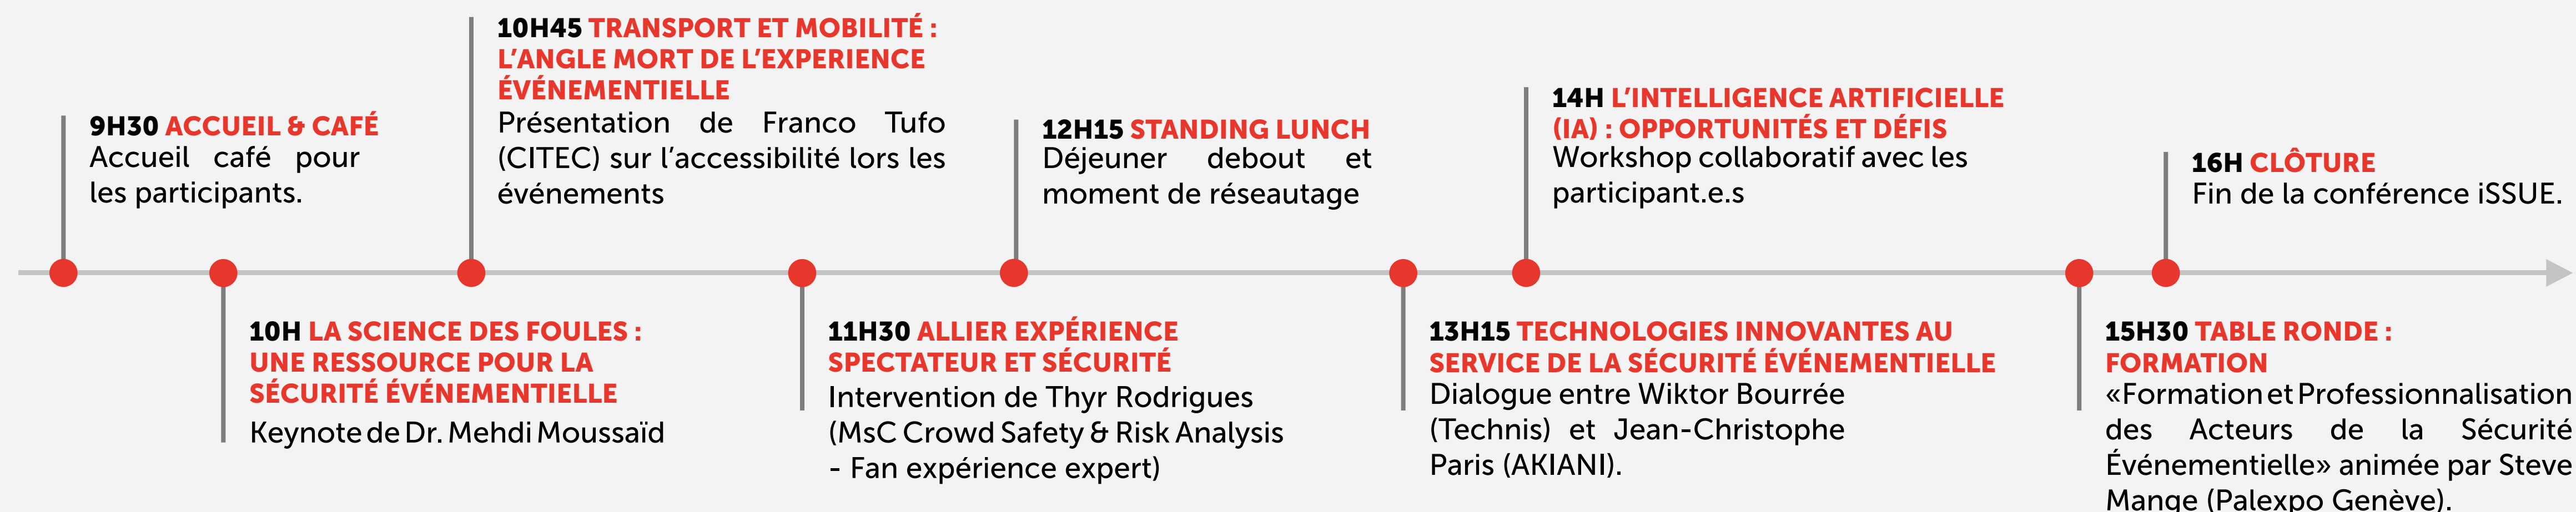 9H30 ACCUEIL & CAFÉ
Accueil café pour
les participants.
10H LA SCIENCE DES FOULES :
UNE RESSOURCE POUR LA
SÉCURITÉ ÉVÉNEMENTIELLE
Keynote de Dr. Mehdi Moussaïd
10H45 TRANSPORT ET MOBILITÉ :
L'ANGLE MORT DE L'EXPERIENCE
ÉVÉNEMENTIELLE
Présentation de Franco Tufo
(CITEC) sur l'accessibilité lors les
événements
11H30 ALLIER EXPÉRIENCE
SPECTATEUR ET SÉCURITÉ
Intervention de Thyr Rodrigues
(MsC Crowd Safety & Risk Analysis
- Fan expérience expert)
12H15 STANDING LUNCH
Déjeuner debout et
moment de réseautage
13H15 TECHNOLOGIES INNOVANTES AU
SERVICE DE LA SÉCURITÉ ÉVÉNEMENTIELLE
Dialogue entre Wiktor Bourrée
(Technis) et Jean-Christophe
Paris (AKIANI).
14H L'INTELLIGENCE ARTIFICIELLE
(IA) : OPPORTUNITÉS ET DÉFIS
Workshop collaboratif avec les
participant.e.s
15H30 TABLE RONDE :
FORMATION
«Formation et Professionnalisation
des Acteurs de la Sécurité
Événementielle» animée par Steve
Mange (Palexpo Genève).
16H CLÔTURE
Fin de la conférence iSSUE.